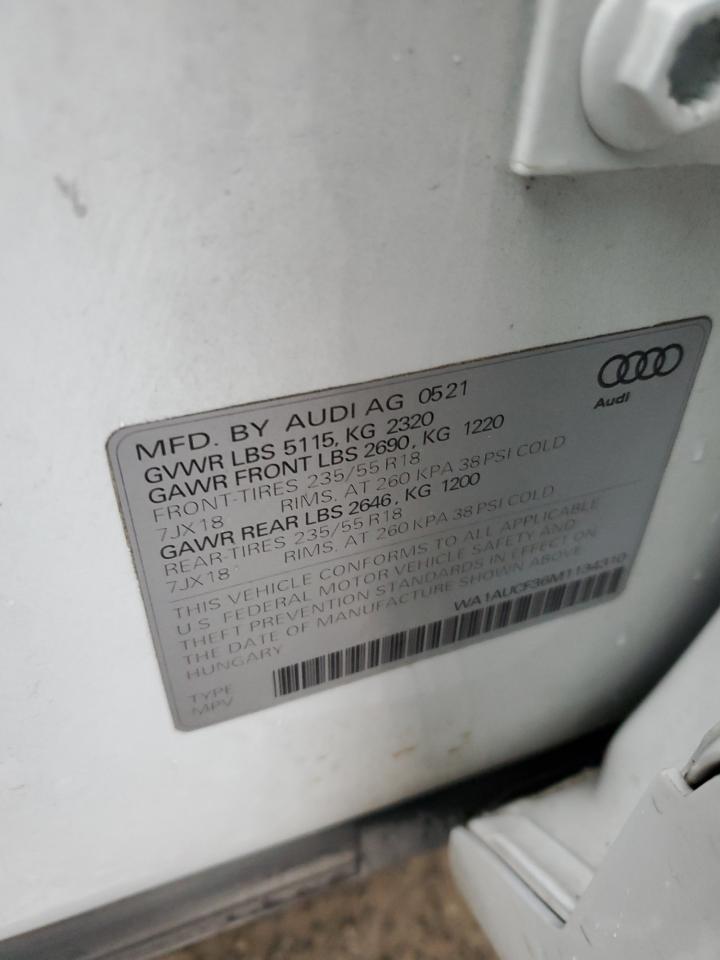 Audi
MFD. BY AUDI AG 0521
GVWR LBS 5115, KG 2320
GAWR FRONT LBS 2690, KG 1220
FRONT-TIRES 235/55 R18
7JX18 RIMS. AT 260 KPA 38 PSI COLD
GAWR REAR LBS 2646, KG 1200
REAR-TIRES 235/55 R18
7JX18 RIMS. AT 260 KPA 38 PSI COLD
THIS VEHICLE CONFORMS TO ALL APPLICABLE
U.S. FEDERAL MOTOR VEHICLE SAFETY AND
THEFT PREVENTION STANDARDS IN EFFECT ON
THE DATE OF MANUFACTURE SHOWN ABOVE
HUNGARY
WA1AUCF36M1134310
TYPE
MPV